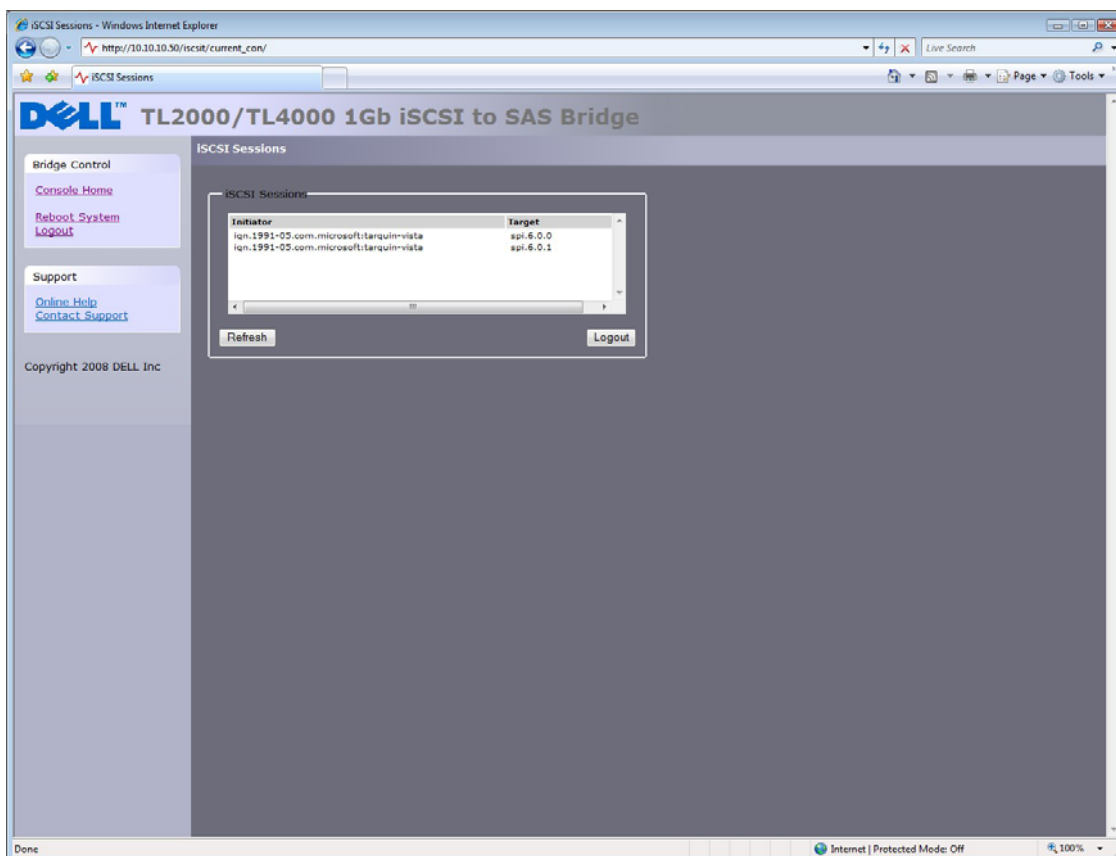 iSCSI Sessions - Windows Internet Explorer
http://10.10.10.50/iscsit/current_con/
Live Search
iSCSI Sessions
Page
Tools
DELL™ TL2000/TL4000 1Gb iSCSI to SAS Bridge
iSCSI Sessions
Bridge Control
Console Home
Reboot System
Logout
Support
Online Help
Contact Support
Copyright 2008 DELL Inc
iSCSI Sessions
Initiator Target
iqn.1991-05.com.microsoft:tarquin-vista spi.6.0.0
iqn.1991-05.com.microsoft:tarquin-vista spi.6.0.1
Refresh Logout
Done
Internet | Protected Mode: Off
100%